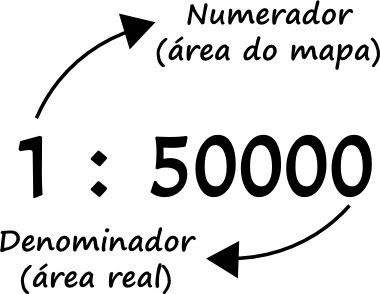 Numerador
(área do mapa)
1 : 50000
Denominador
(área real)